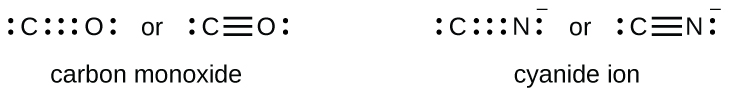 :C:::O: or :C≡O: :C:::N:⁻ or :C≡N:⁻
carbon monoxide cyanide ion